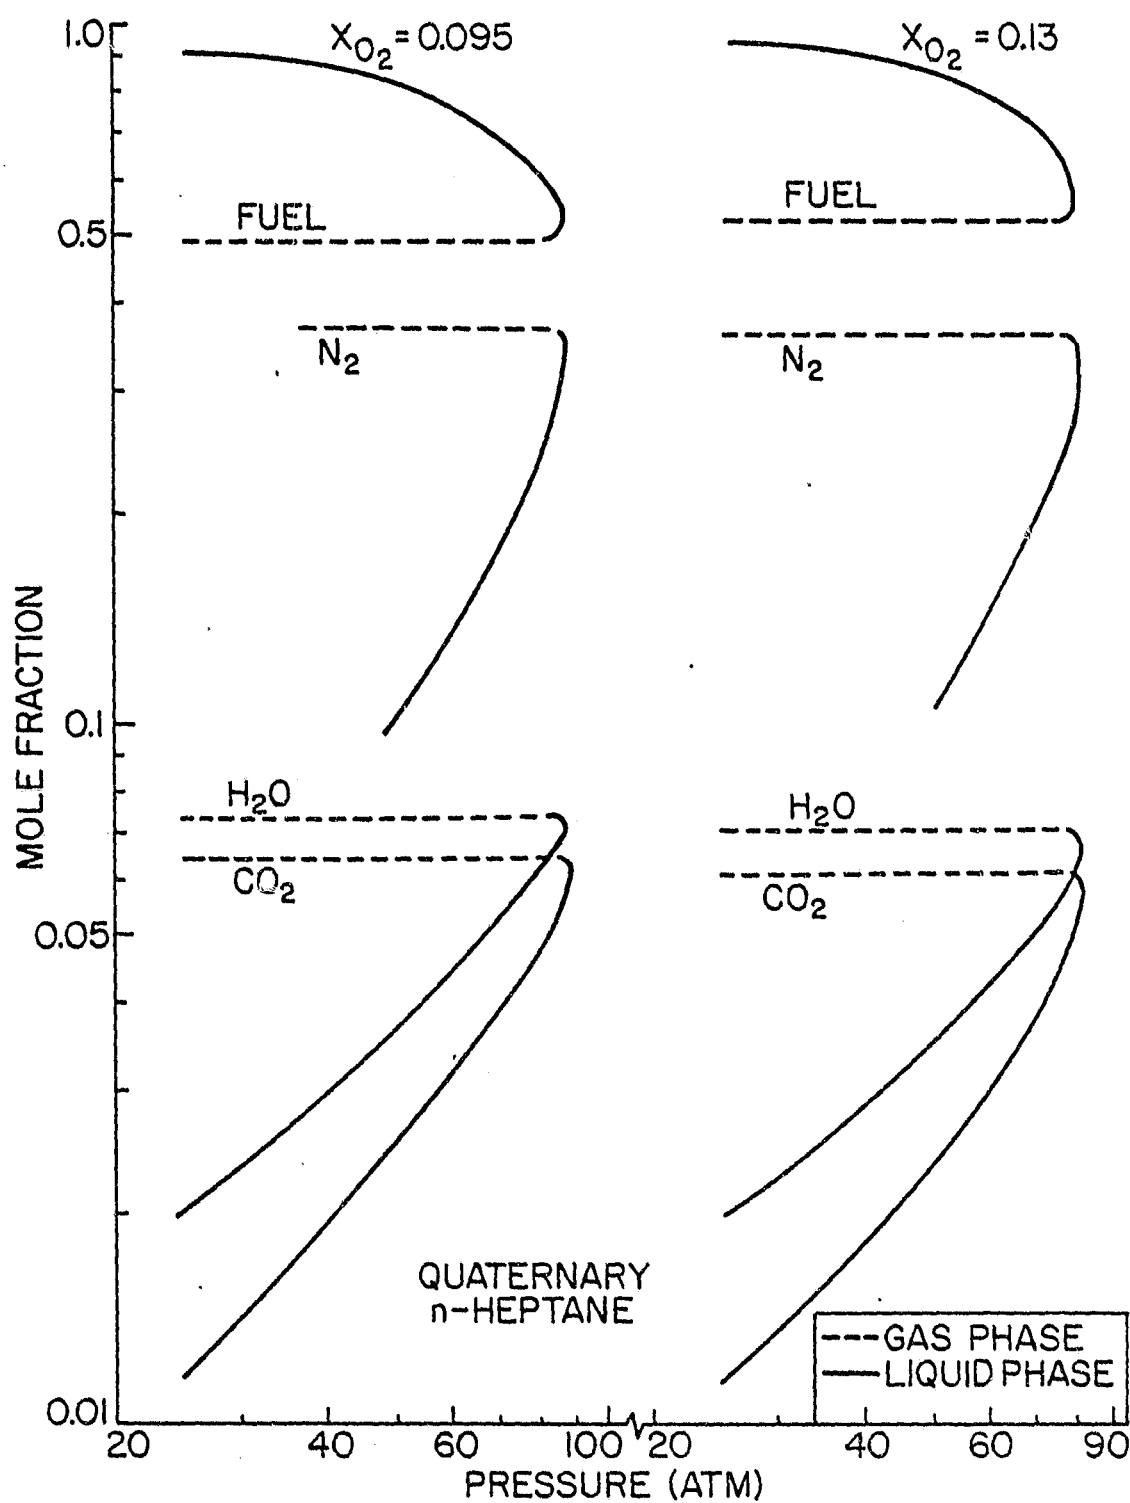 1.0
X_O2 = 0.095
X_O2 = 0.13
FUEL
FUEL
0.5
N2
N2
MOLE FRACTION
0.1
H2O
H2O
CO2
CO2
0.05
QUATERNARY
n-HEPTANE
GAS PHASE
LIQUID PHASE
0.01
20 40 60 100 20 40 60 90
PRESSURE (ATM)